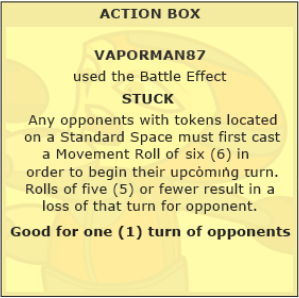 ACTION BOX
VAPORMAN87
used the Battle Effect
STUCK
Any opponents with tokens located
on a Standard Space must first cast
a Movement Roll of six (6) in
order to begin their upcoming turn.
Rolls of five (5) or fewer result in a
loss of that turn for opponent.
Good for one (1) turn of opponents